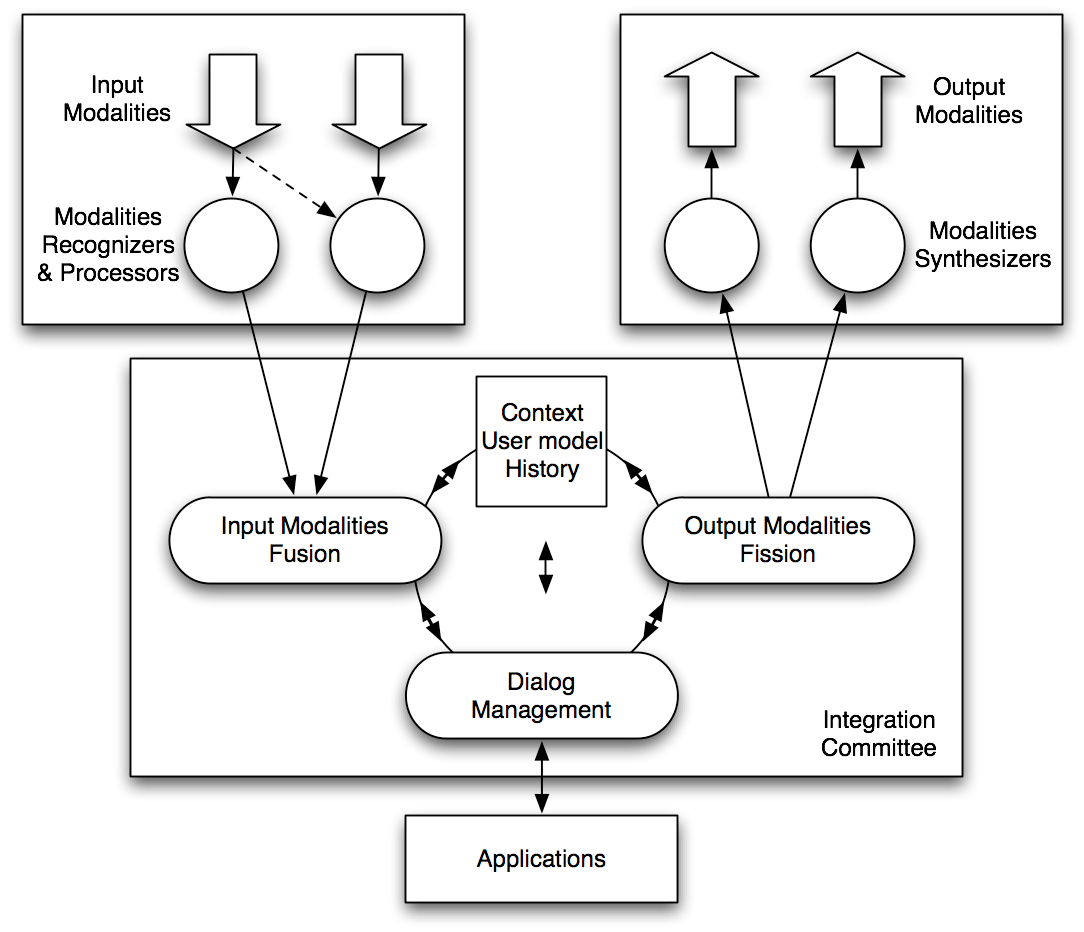 Input
Modalities
Modalities
Recognizers
& Processors
Output
Modalities
Modalities
Synthesizers
Context
User model
History
Input Modalities
Fusion
Output Modalities
Fission
Dialog
Management
Integration
Committee
Applications